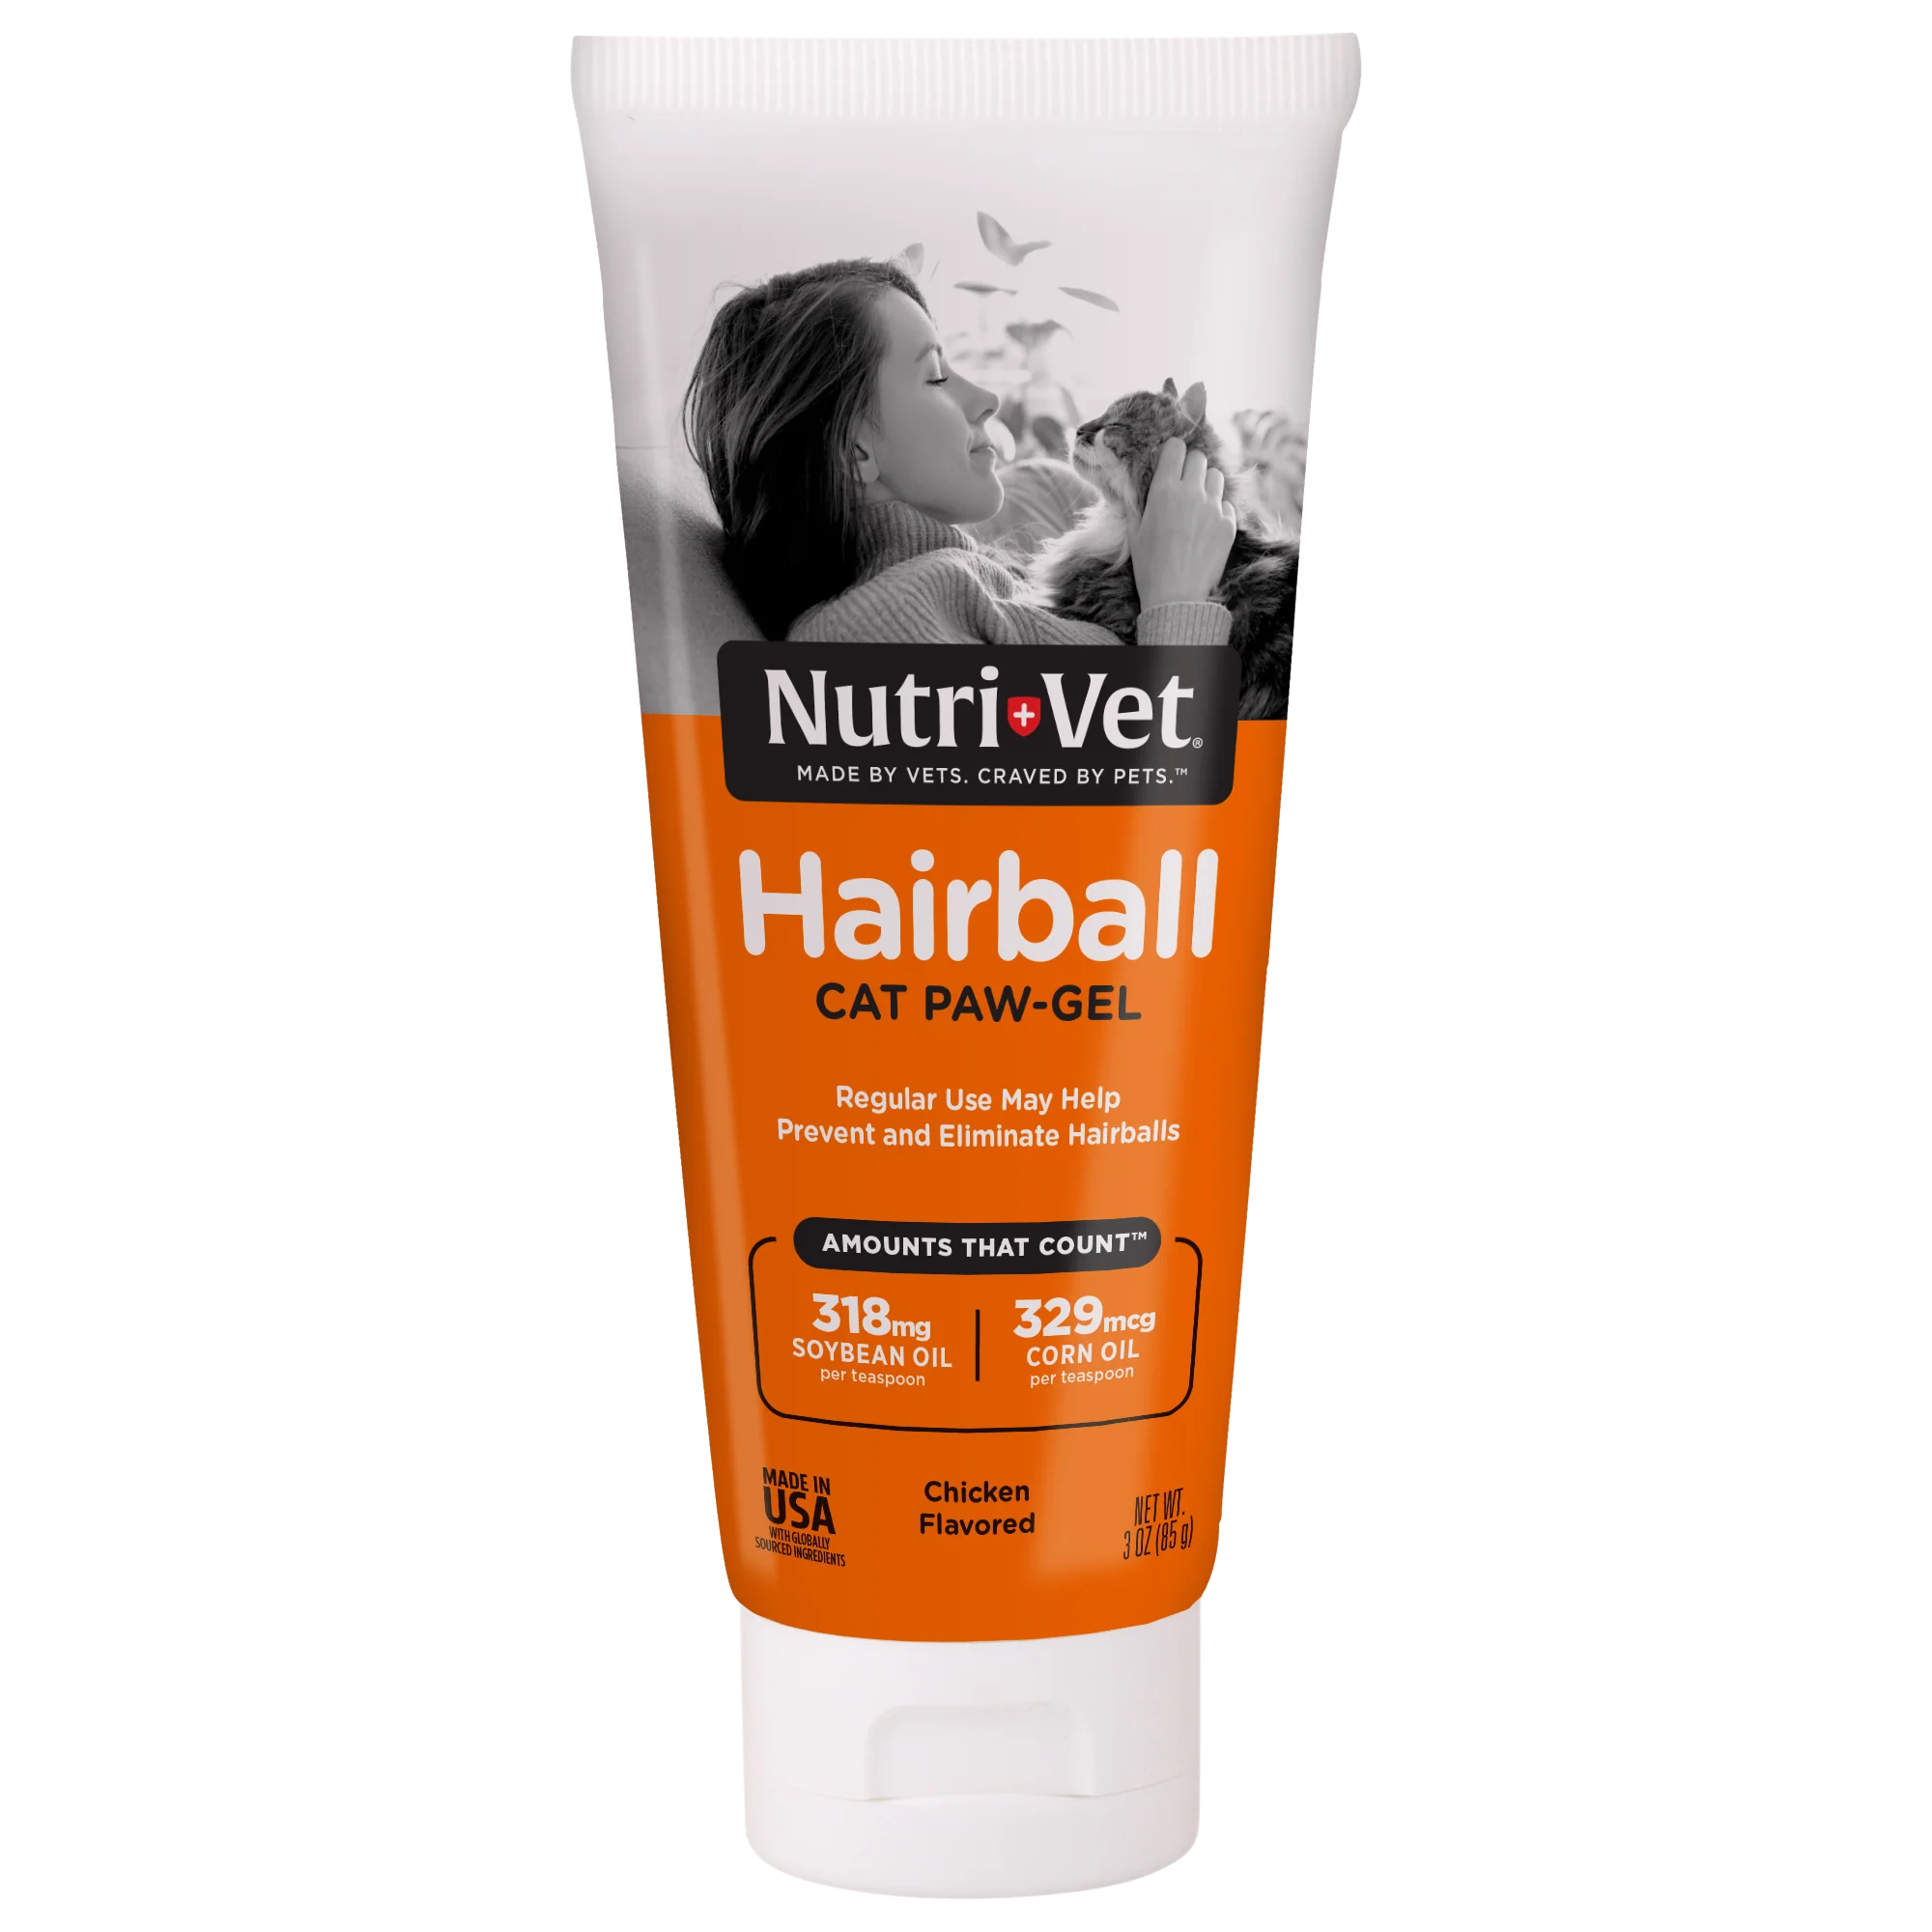 Nutri+Vet®
MADE BY VETS. CRAVED BY PETS.™
Hairball
CAT PAW-GEL
Regular Use May Help
Prevent and Eliminate Hairballs
AMOUNTS THAT COUNT™
318mg
SOYBEAN OIL
per teaspoon
329mcg
CORN OIL
per teaspoon
MADE IN
USA
WITH GLOBALLY
SOURCED INGREDIENTS
Chicken
Flavored
NET WT.
3 OZ (85 g)